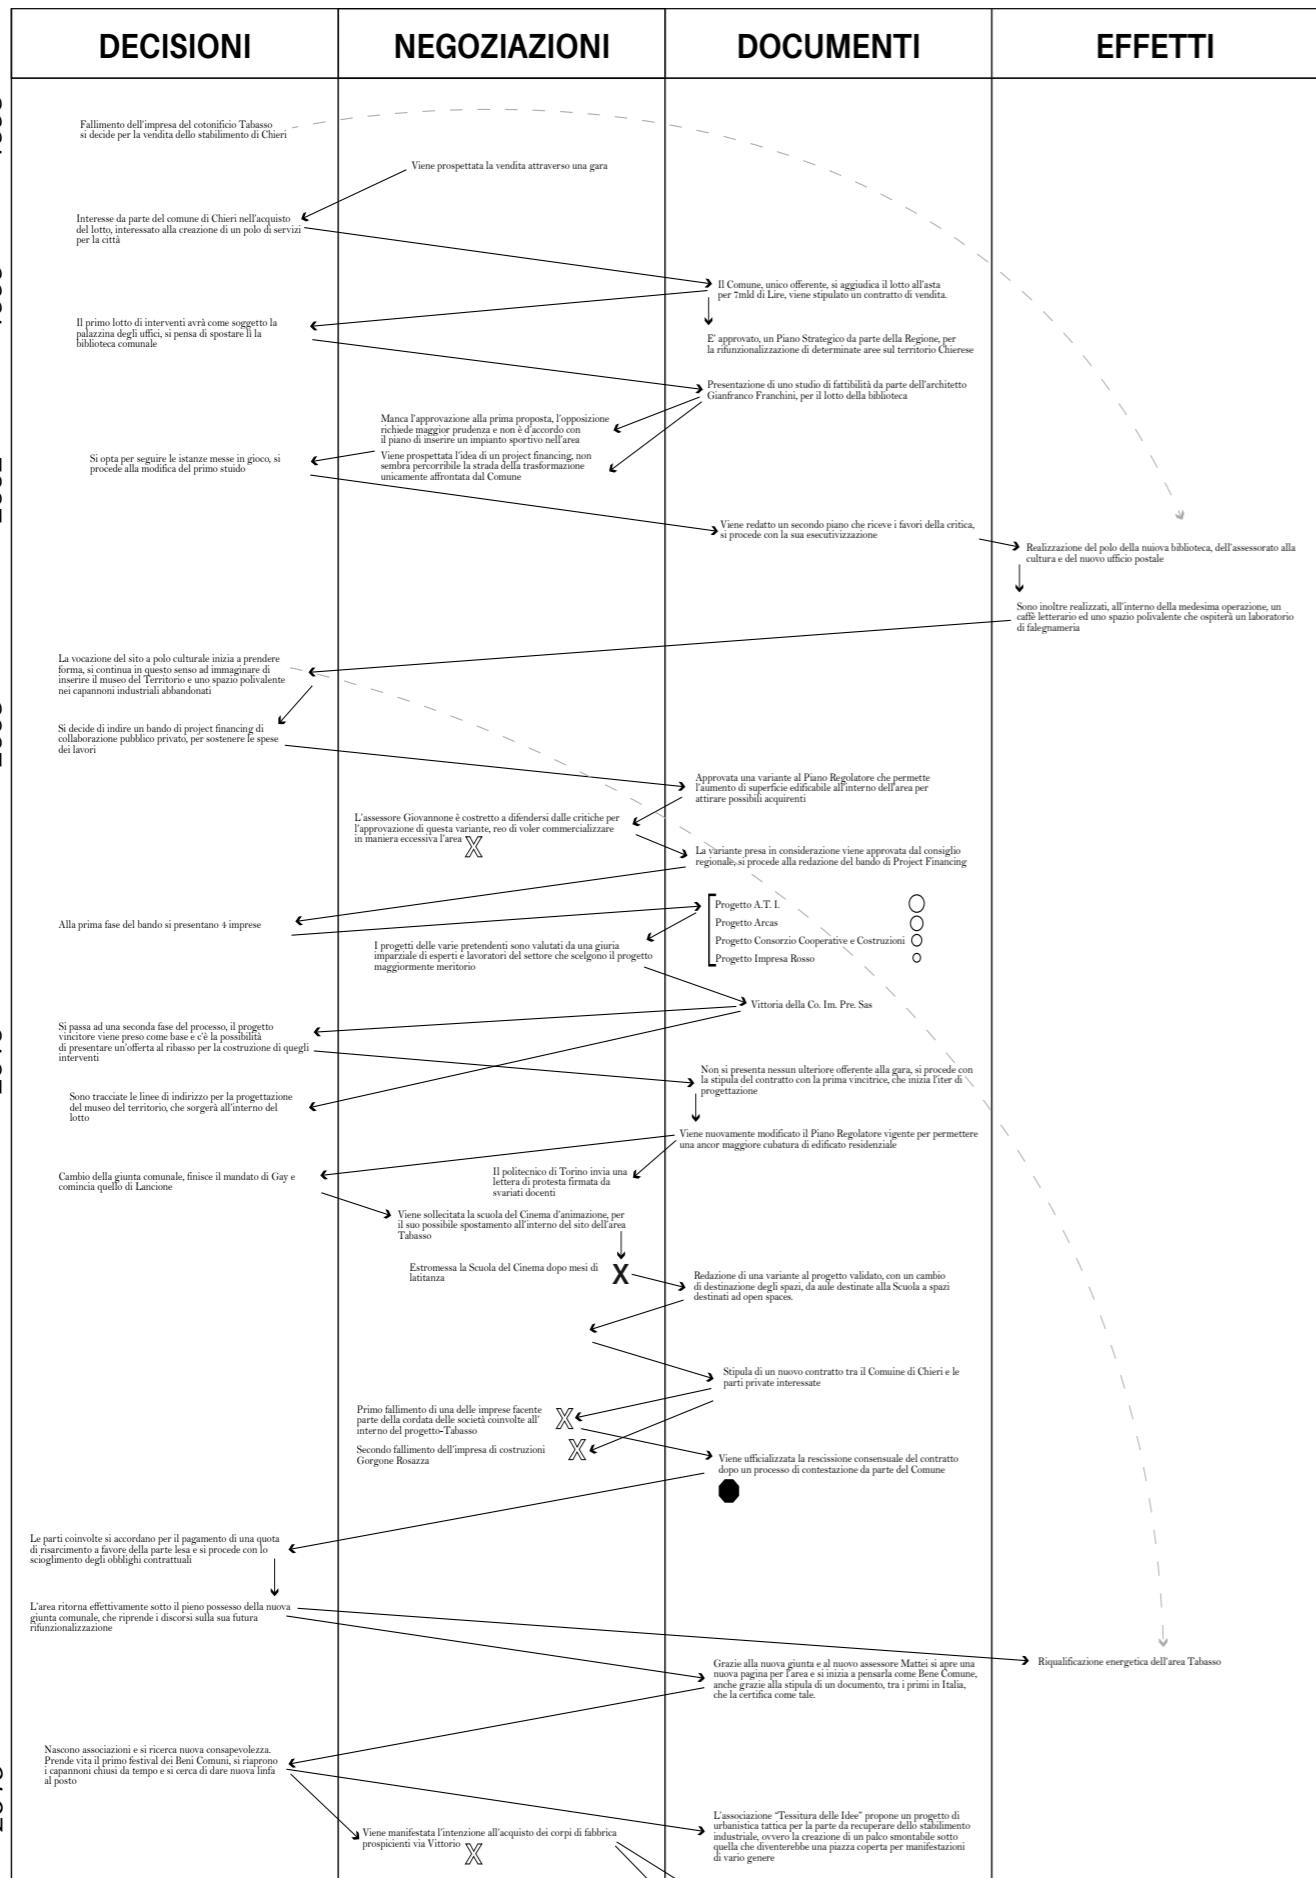 DECISIONI
NEGOZIAZIONI
DOCUMENTI
EFFETTI
Fallimento dell'impresa del cotonificio Tabasso
si decide per la vendita dello stabilimento di Chieri
Viene prospettata la vendita attraverso una gara
Interesse da parte del comune di Chieri nell'acquisto
del lotto, interessato alla creazione di un polo di servizi
per la città
Il Comune, unico offerente, si aggiudica il lotto all'asta
per 7mld di Lire, viene stipulato un contratto di vendita.
Il primo lotto di interventi avrà come soggetto la
palazzina degli uffici, si pensa di spostare lì la
biblioteca comunale
E' approvato, un Piano Strategico da parte della Regione, per
la rifunzionalizzazione di determinate aree sul territorio Chierese
Presentazione di uno studio di fattibilità da parte dell'architetto
Gianfranco Franchini, per il lotto della biblioteca
Manca l'approvazione alla prima proposta, l'opposizione
richiede maggior prudenza e non è d'accordo con
il piano di inserire un impianto sportivo nell'area
Viene prospettata l'idea di un project financing, non
sembra percorribile la strada della trasformazione
unicamente affrontata dal Comune
Si opta per seguire le istanze messe in gioco, si
procede alla modifica del primo stuido
Viene redatto un secondo piano che riceve i favori della critica,
si procede con la sua esecutivizzazione
Realizzazione del polo della nuiova biblioteca, dell'assessorato alla
cultura e del nuovo ufficio postale
Sono inoltre realizzati, all'interno della medesima operazione, un
caffè letterario ed uno spazio polivalente che ospiterà un laboratorio
di falegnameria
La vocazione del sito a polo culturale inizia a prendere
forma, si continua in questo senso ad immaginare di
inserire il museo del Territorio e uno spazio polivalente
nei capannoni industriali abbandonati
Si decide di indire un bando di project financing di
collaborazione pubblico privato, per sostenere le spese
dei lavori
Approvata una variante al Piano Regolatore che permette
l'aumento di superficie edificabile all'interno dell'area per
attirare possibili acquirenti
L'assessore Giovannone è costretto a difendersi dalle critiche per
l'approvazione di questa variante, reo di voler commercializzare
in maniera eccessiva l'area X
La variante presa in considerazione viene approvata dal consiglio
regionale, si procede alla redazione del bando di Project Financing
Alla prima fase del bando si presentano 4 imprese
Progetto A.T. I.
Progetto Arcas
Progetto Consorzio Cooperative e Costruzioni
Progetto Impresa Rosso
I progetti delle varie pretendenti sono valutati da una giuria
imparziale di esperti e lavoratori del settore che scelgono il progetto
maggiormente meritorio
Vittoria della Co. Im. Pre. Sas
Si passa ad una seconda fase del processo, il progetto
vincitore viene preso come base e c'è la possibilità
di presentare un'offerta al ribasso per la costruzione di quegli
interventi
Non si presenta nessun ulteriore offerente alla gara, si procede con
la stipula del contratto con la prima vincitrice, che inizia l'iter di
progettazione
Sono tracciate le linee di indirizzo per la progettazione
del museo del territorio, che sorgerà all'interno del
lotto
Viene nuovamente modificato il Piano Regolatore vigente per permettere
una ancor maggiore cubatura di edificato residenziale
Cambio della giunta comunale, finisce il mandato di Gay e
comincia quello di Lancione
Il politecnico di Torino invia una
lettera di protesta firmata da
svariati docenti
Viene sollecitata la scuola del Cinema d'animazione, per
il suo possibile spostamento all'interno del sito dell'area
Tabasso
Estromessa la Scuola del Cinema dopo mesi di
latitanza
X
Redazione di una variante al progetto validato, con un cambio
di destinazione degli spazi, da aule destinate alla Scuola a spazi
destinati ad open spaces.
Stipula di un nuovo contratto tra il Comuine di Chieri e le
parti private interessate
Primo fallimento di una delle imprese facente
parte della cordata delle società coinvolte all'
interno del progetto-Tabasso
X
Secondo fallimento dell'impresa di costruzioni
Gorgone Rosazza
X
Viene ufficializzata la rescissione consensuale del contratto
dopo un processo di contestazione da parte del Comune
Le parti coinvolte si accordano per il pagamento di una quota
di risarcimento a favore della parte lesa e si procede con lo
scioglimento degli obblighi contrattuali
L'area ritorna effettivamente sotto il pieno possesso della nuova
giunta comunale, che riprende i discorsi sulla sua futura
rifunzionalizzazione
Riqualificazione energetica dell'area Tabasso
Grazie alla nuova giunta e al nuovo assessore Mattei si apre una
nuova pagina per l'area e si inizia a pensarla come Bene Comune,
anche grazie alla stipula di un documento, tra i primi in Italia,
che la certifica come tale.
Nascono associazioni e si ricerca nuova consapevolezza.
Prende vita il primo festival dei Beni Comuni, si riaprono
i capannoni chiusi da tempo e si cerca di dare nuova linfa
al posto
L'associazione "Tessitura delle Idee" propone un progetto di
urbanistica tattica per la parte da recuperare dello stabilimento
industriale, ovvero la creazione di un palco smontabile sotto
quella che diventerebbe una piazza coperta per manifestazioni
di vario genere
Viene manifestata l'intenzione all'acquisto dei corpi di fabbrica
prospicienti via Vittorio X